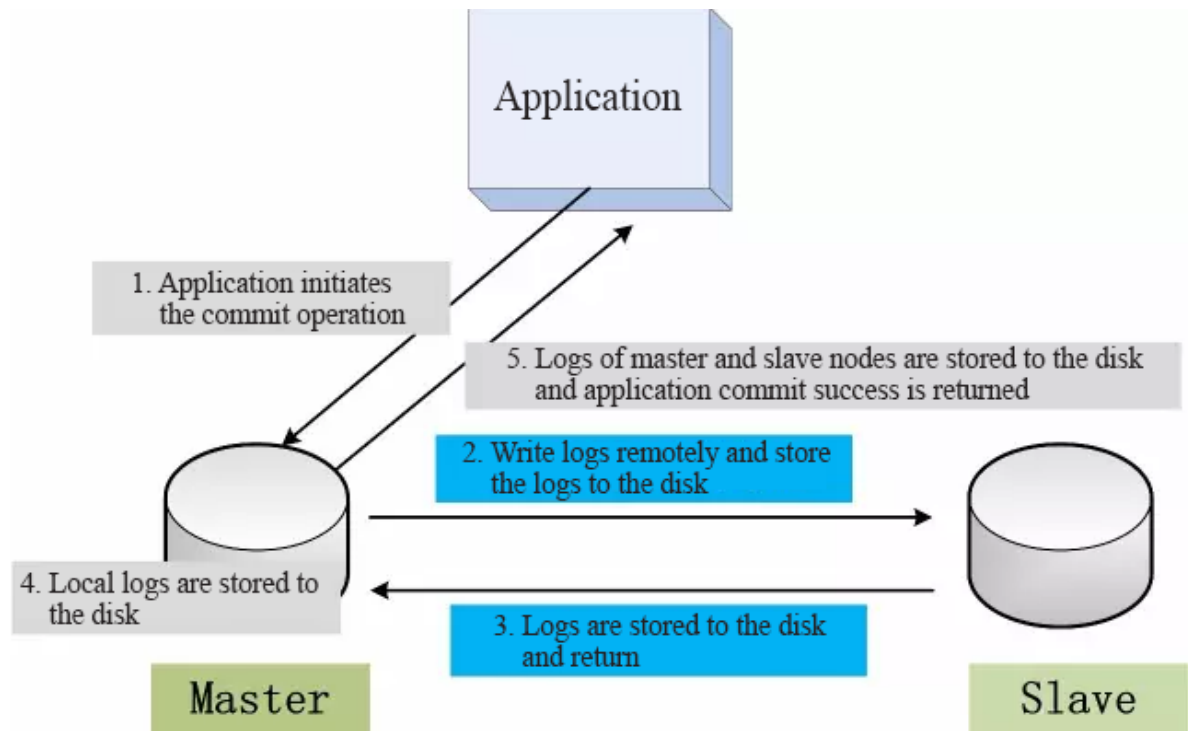 Application
1. Application initiates
the commit operation
5. Logs of master and slave nodes are stored to the disk
and application commit success is returned
2. Write logs remotely and store
the logs to the disk
4. Local logs are stored to
the disk
3. Logs are stored to the disk
and return
Master
Slave